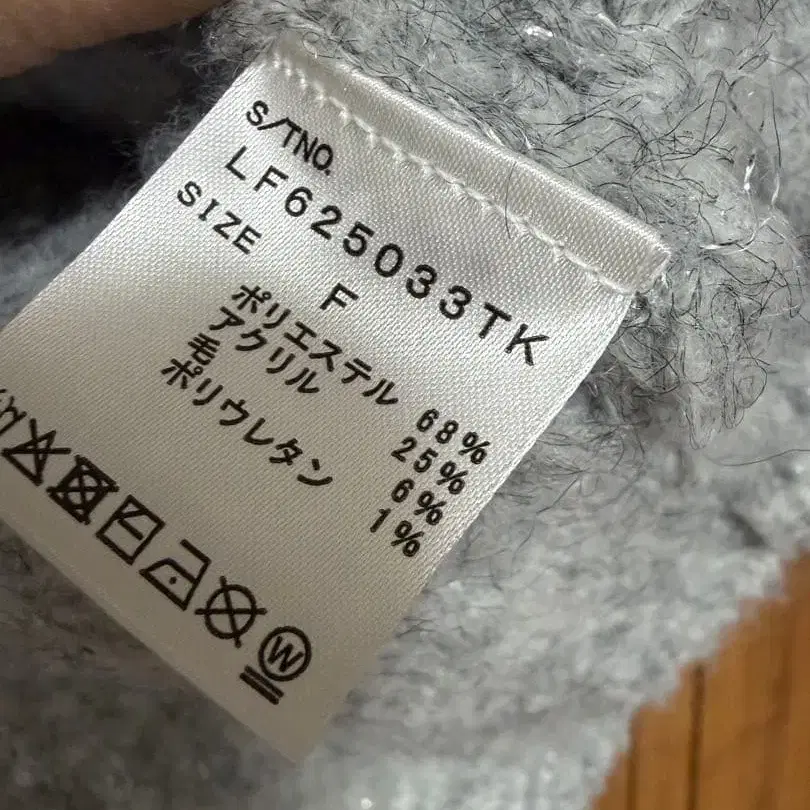 S/TNO.
LF625033TK
SIZE
F
ポリエステル 68%
アクリル 25%
毛 6%
ポリウレタン 1%
W